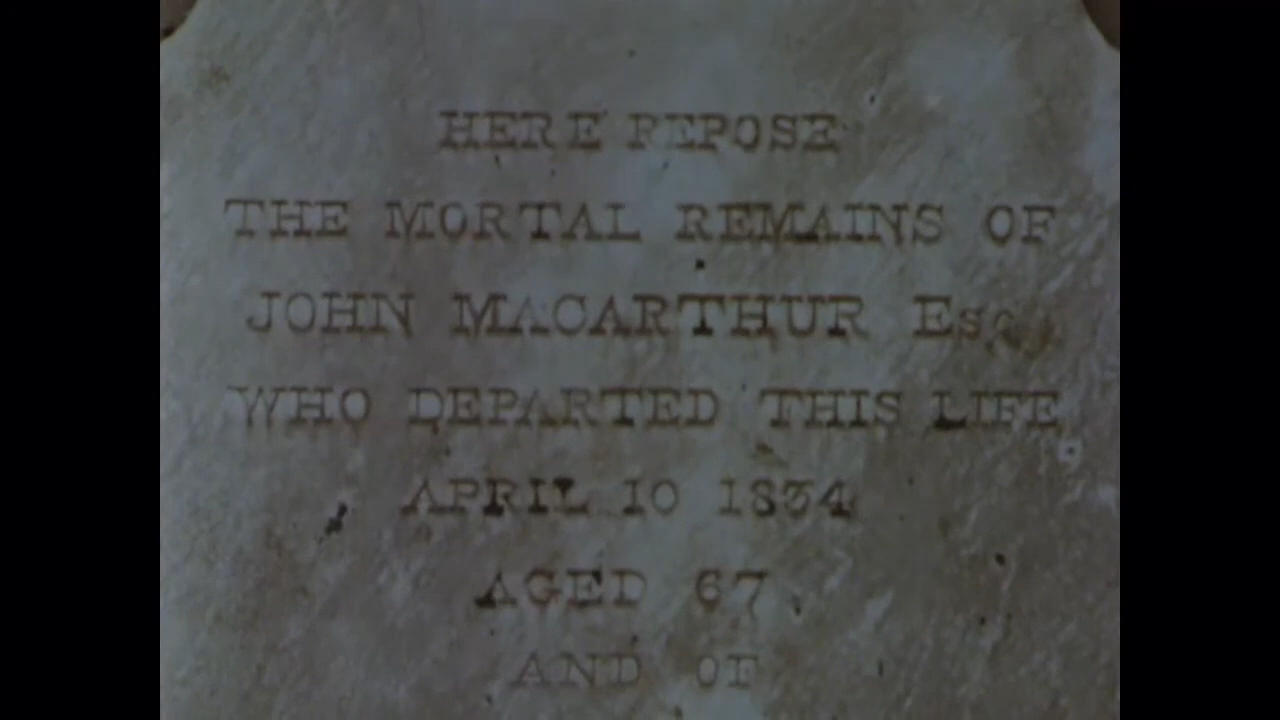 HERE REPOSE
THE MORTAL REMAINS OF
JOHN MACARTHUR Esq
WHO DEPARTED THIS LIFE
APRIL 10 1834
AGED 67
AND OF